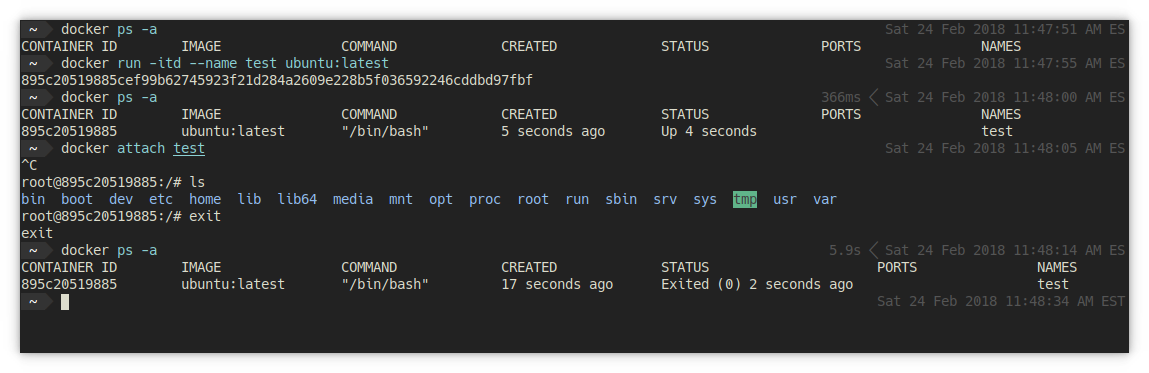 ~ docker ps -a Sat 24 Feb 2018 11:47:51 AM ES
CONTAINER ID IMAGE COMMAND CREATED STATUS PORTS NAMES
~ docker run -itd --name test ubuntu:latest Sat 24 Feb 2018 11:47:55 AM ES
895c20519885cef99b62745923f21d284a2609e228b5f036592246cddbd97fbf
~ docker ps -a 366ms Sat 24 Feb 2018 11:48:00 AM ES
CONTAINER ID IMAGE COMMAND CREATED STATUS PORTS NAMES
895c20519885 ubuntu:latest "/bin/bash" 5 seconds ago Up 4 seconds test
~ docker attach test Sat 24 Feb 2018 11:48:05 AM ES
^C
root@895c20519885:/# ls
bin boot dev etc home lib lib64 media mnt opt proc root run sbin srv sys tmp usr var
root@895c20519885:/# exit
exit
~ docker ps -a 5.9s Sat 24 Feb 2018 11:48:14 AM ES
CONTAINER ID IMAGE COMMAND CREATED STATUS PORTS NAMES
895c20519885 ubuntu:latest "/bin/bash" 17 seconds ago Exited (0) 2 seconds ago test
~ Sat 24 Feb 2018 11:48:34 AM EST